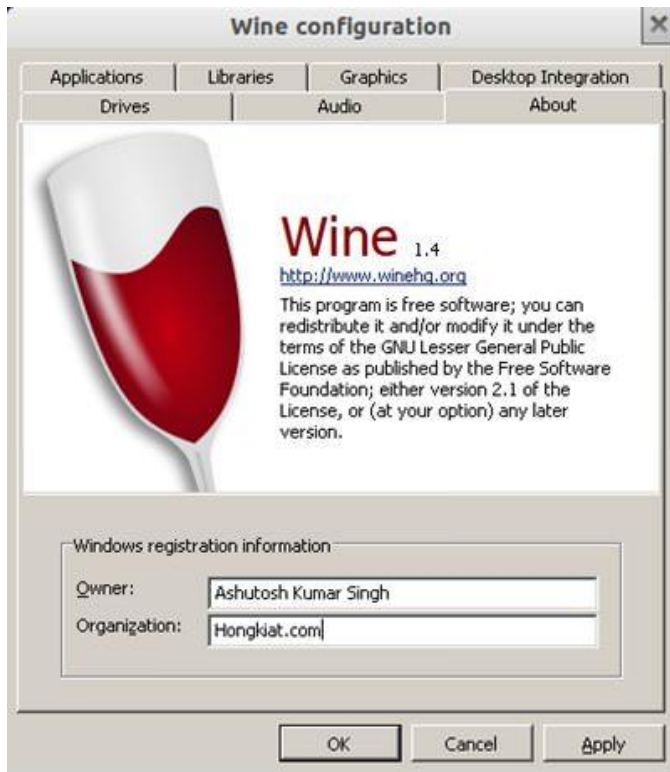 Wine configuration
Applications Libraries Graphics Desktop Integration
Drives Audio About
Wine 1.4
http://www.winehq.org
This program is free software; you can
redistribute it and/or modify it under the
terms of the GNU Lesser General Public
License as published by the Free Software
Foundation; either version 2.1 of the
License, or (at your option) any later
version.
Windows registration information
Owner: Ashutosh Kumar Singh
Organization: Hongkiat.com
OK Cancel Apply